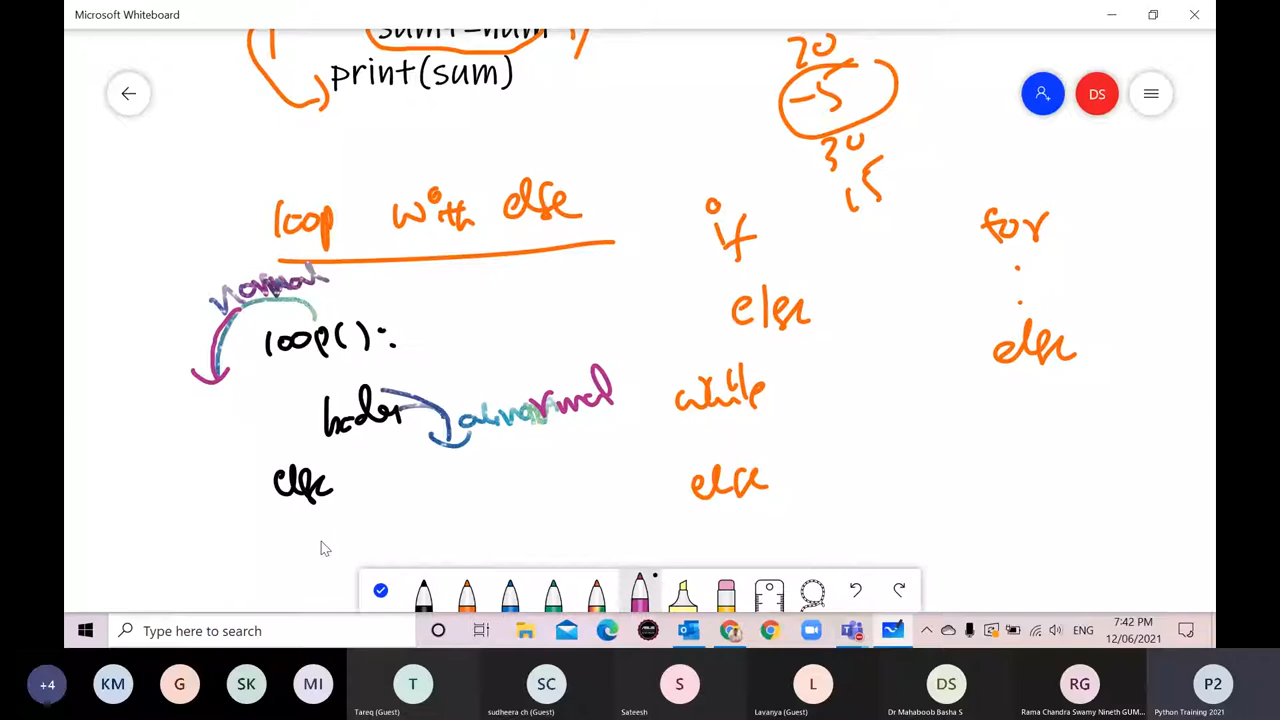 Microsoft Whiteboard
sum+=num
print(sum)
20
-5
30
15
DS
loop with else
if
else
for
.
.
else
normal
loop():
body
abnormal
while
else
else
Type here to search
ENG
7:42 PM
12/06/2021
+4
KM
G
SK
MI
T
Tareq (Guest)
SC
sudheera ch (Guest)
S
Sateesh
L
Lavanya (Guest)
DS
Dr Mahaboob Basha S
RG
Rama Chandra Swamy Nineth GUM...
P2
Python Training 2021